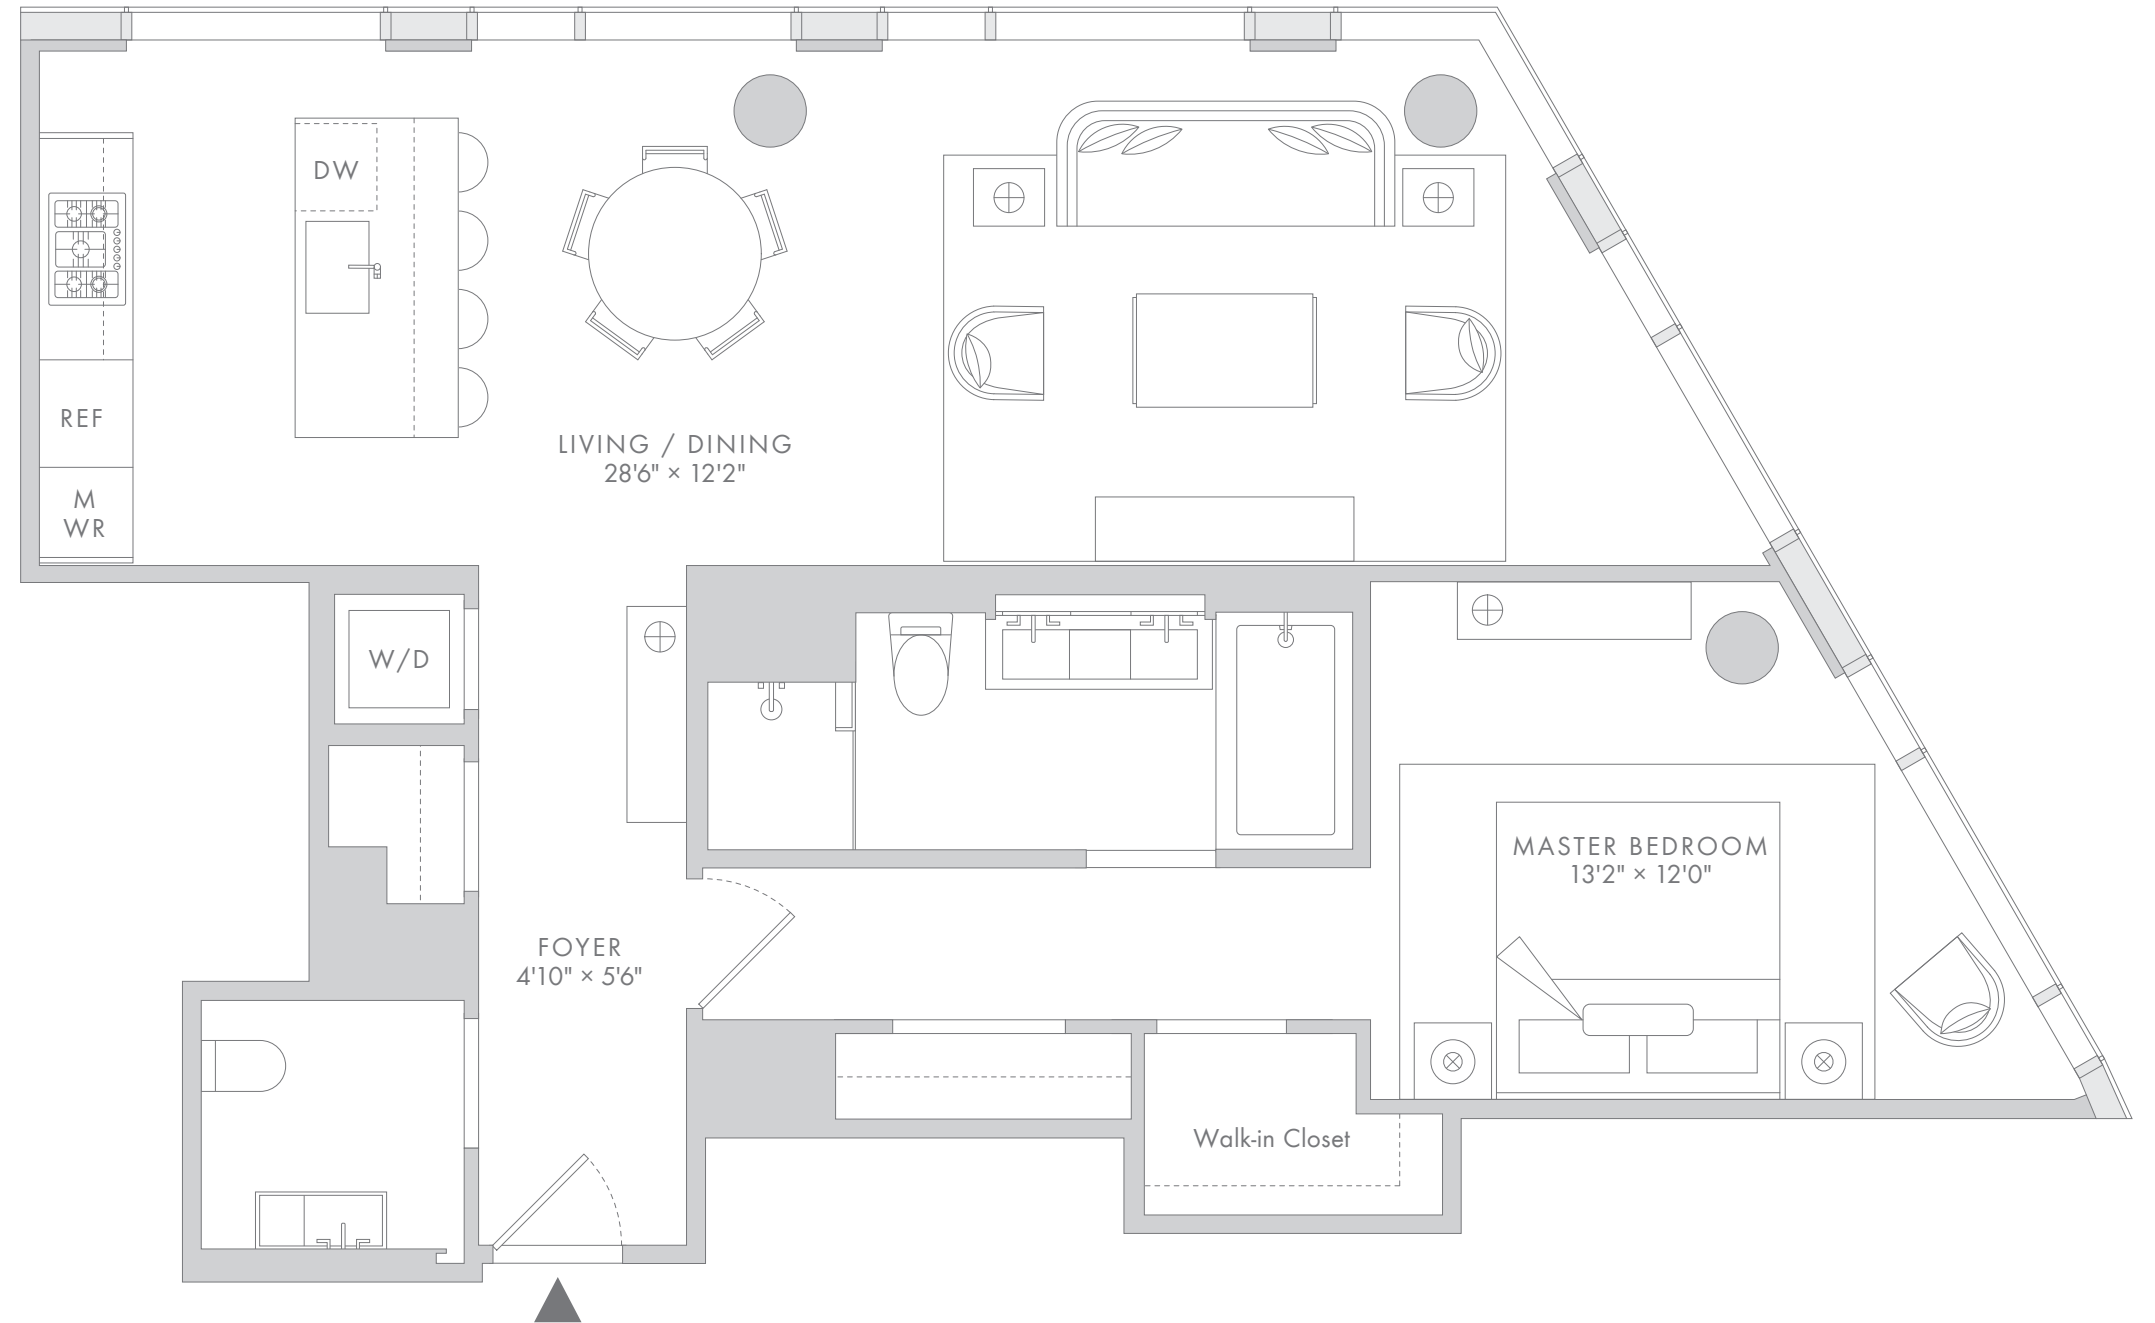 DW
REF
M
WR
LIVING / DINING
28'6" × 12'2"
W/D
FOYER
4'10" × 5'6"
MASTER BEDROOM
13'2" × 12'0"
Walk-in Closet